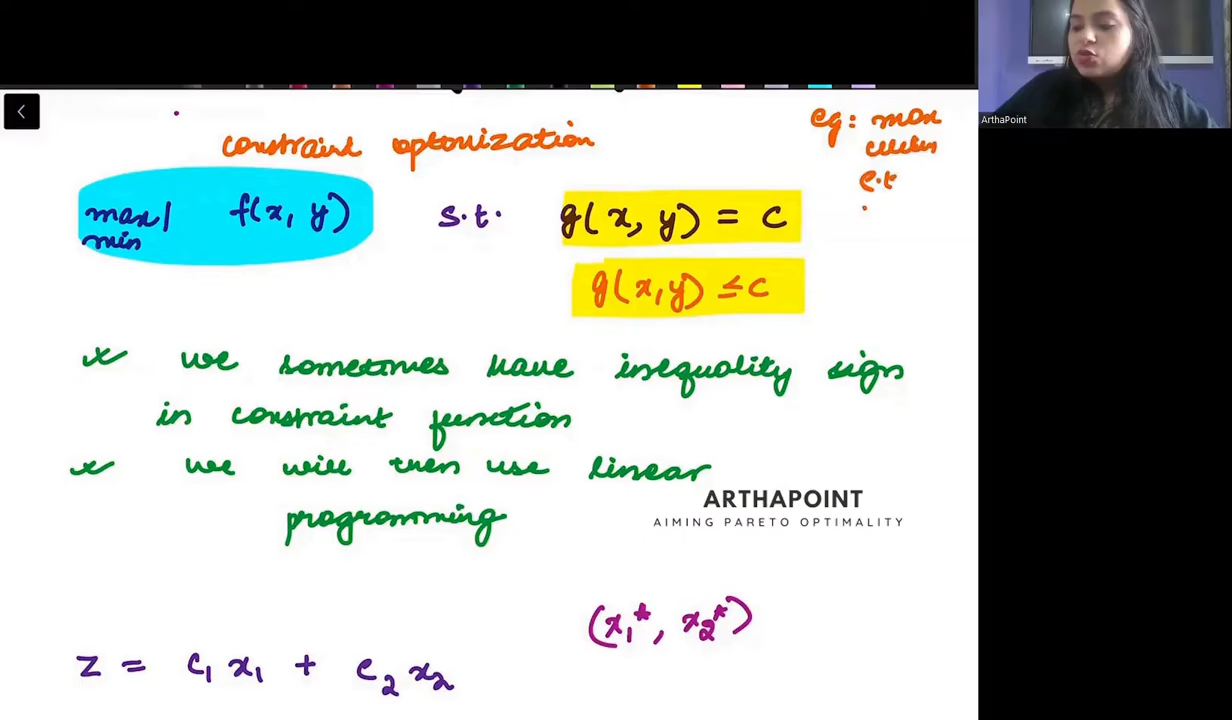 constraint optimization
eg: max
s.t
max/
min
f(x, y) s.t. g(x, y) = c
g(x, y) ≤ c
we sometimes have inequality sign
in constraint function
we will then use linear
programming
ARTHAPOINT
AIMING PARETO OPTIMALITY
(x₁*, x₂*)
z = c₁ x₁ + c₂ x₂
ArthaPoint